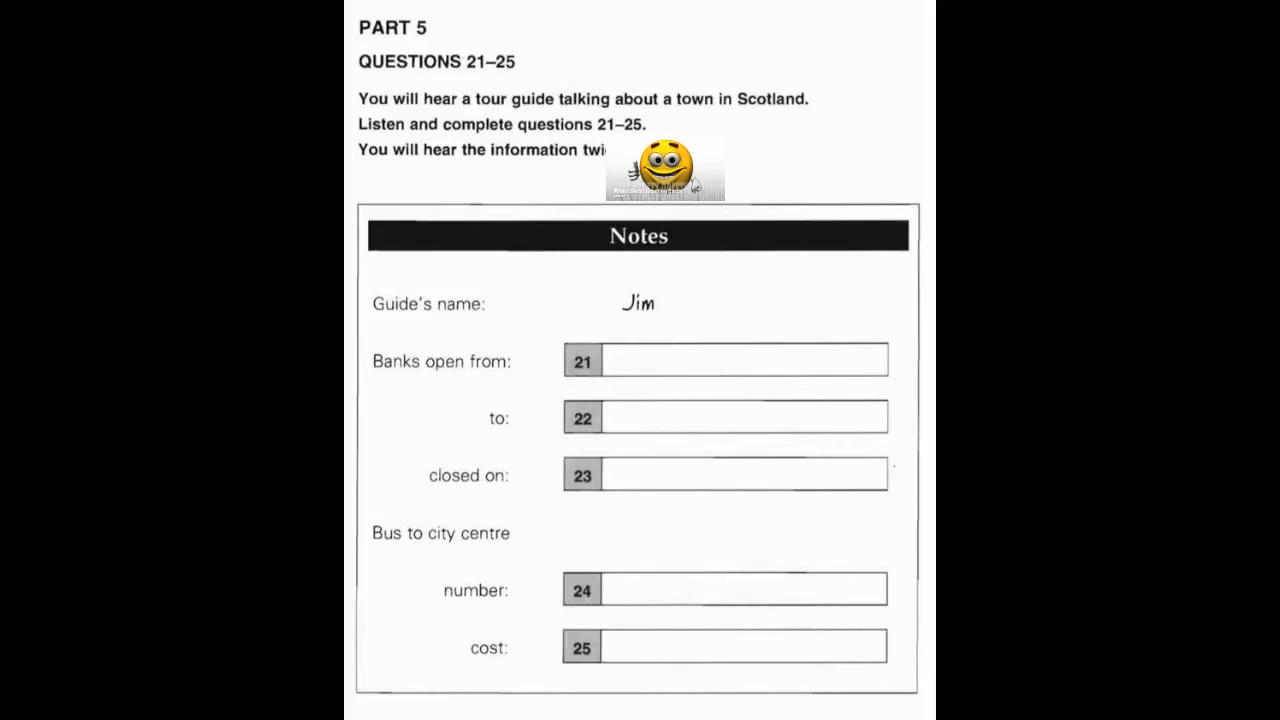 PART 5
QUESTIONS 21–25
You will hear a tour guide talking about a town in Scotland.
Listen and complete questions 21–25.
You will hear the information
Notes
Guide's name: Jim
Banks open from: 21
to: 22
closed on: 23
Bus to city centre
number: 24
cost: 25